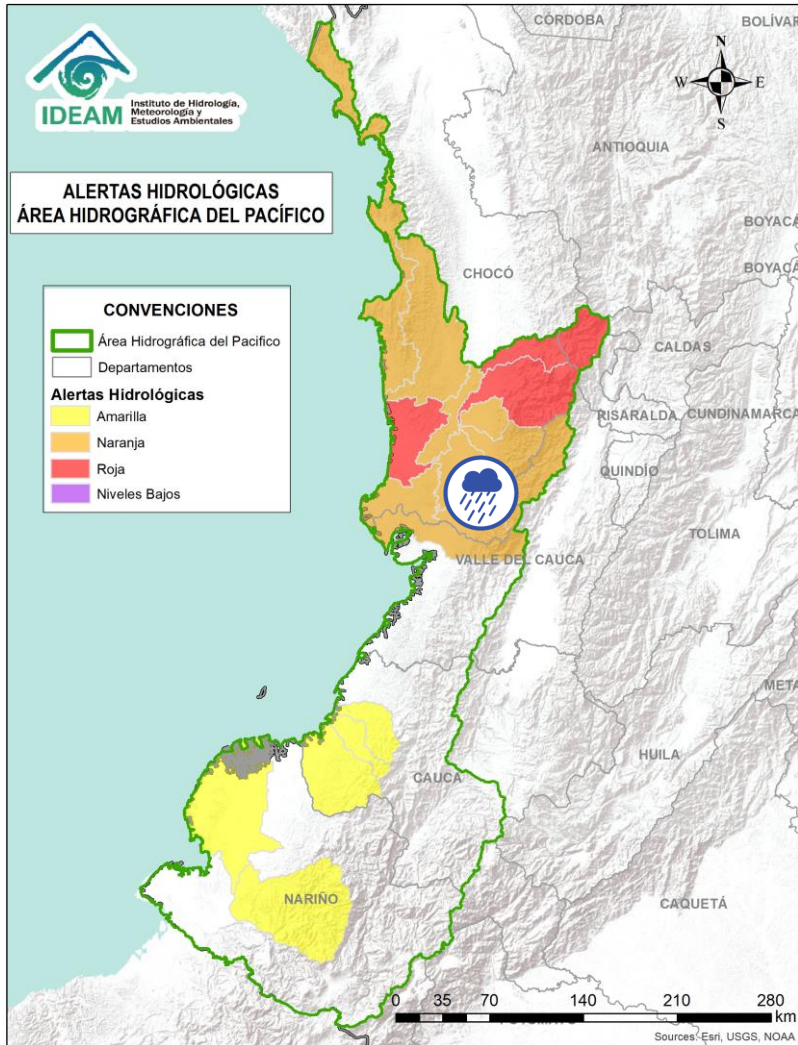 CÓRDOBA
BOLÍVAR
IDEAM
Instituto de Hidrología,
Meteorología y
Estudios Ambientales
N
W
E
S
ANTIOQUIA
ALERTAS HIDROLÓGICAS
ÁREA HIDROGRÁFICA DEL PACÍFICO
BOYACÁ
BOYACÁ
CHOCÓ
CONVENCIONES
Área Hidrográfica del Pacifico
Departamentos
Alertas Hidrológicas
Amarilla
Naranja
Roja
Niveles Bajos
CALDAS
RISARALDA
CUNDINAMARCA
QUINDÍO
TOLIMA
VALLE DEL CAUCA
META
HUILA
CAUCA
NARIÑO
CAQUETÁ
0 35 70 140 210 280
km
Sources: Esri, USGS, NOAA